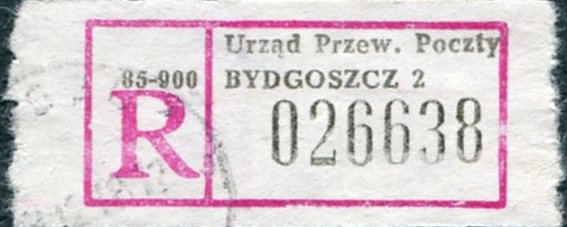 Urząd Przew. Poczty
85-900 BYDGOSZCZ 2
R 026638